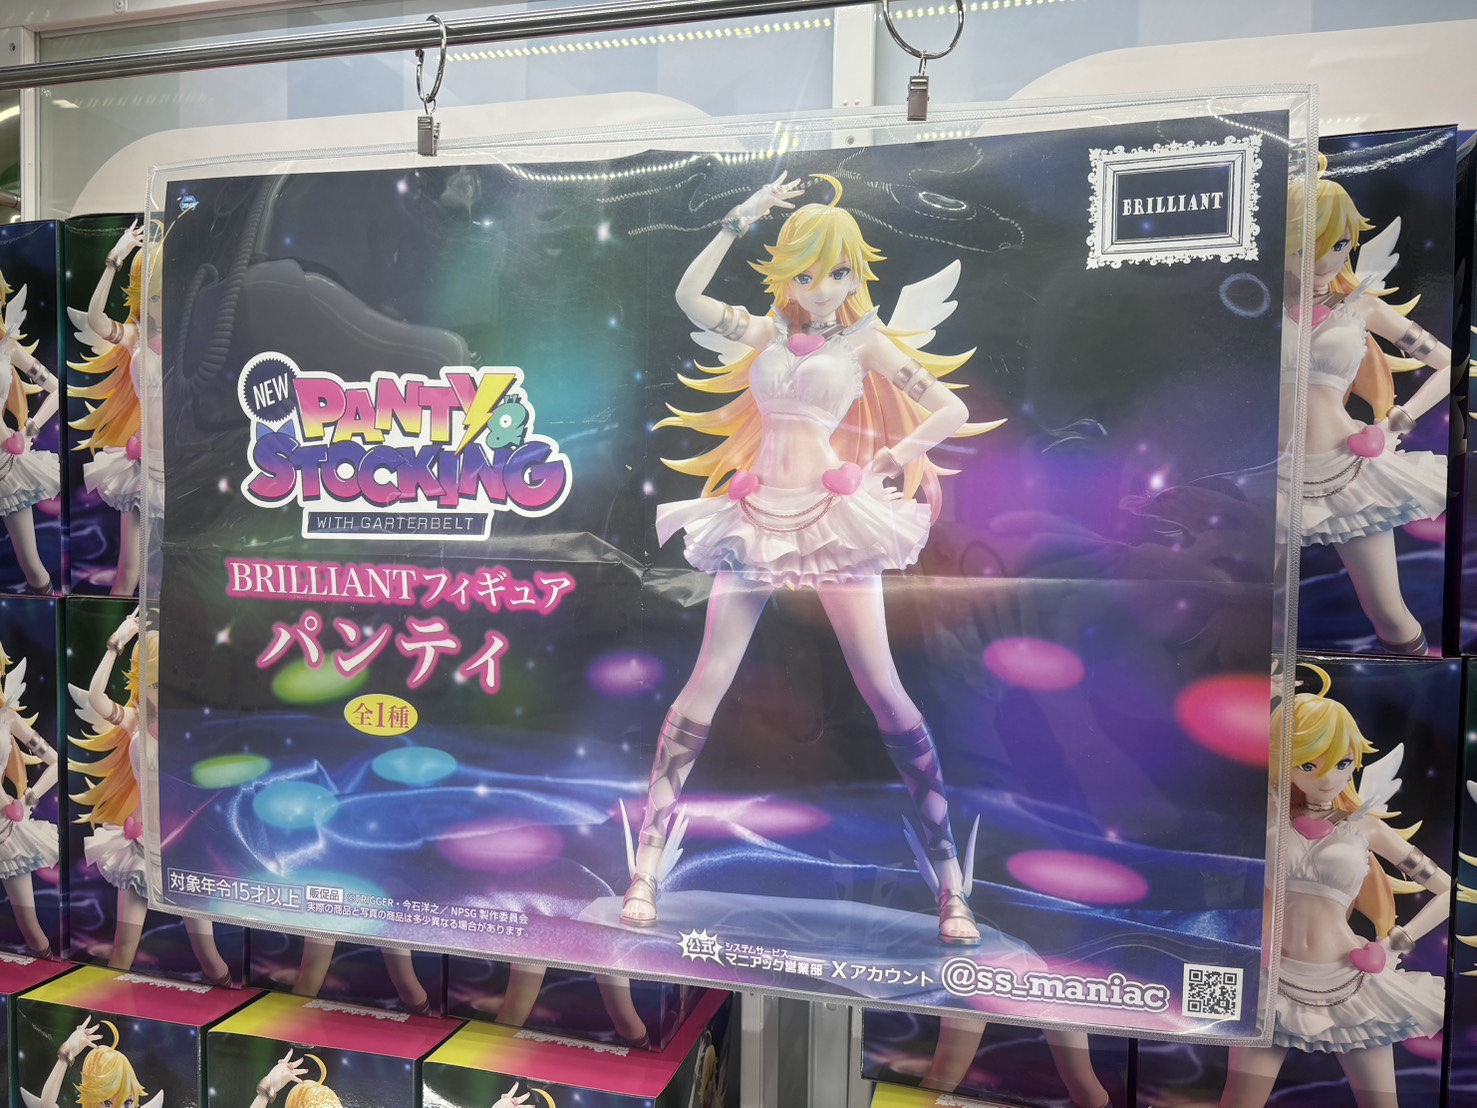 BRILLIANT
NEW
PANTY &
STOCKING
WITH GARTERBELT
BRILLIANTフィギュア
パンティ
全1種
対象年令15才以上
販促品 ©TRIGGER・今石洋之／NPSG 製作委員会
実際の商品と写真の商品は多少異なる場合があります。
公式 システムサービス
マニアック営業部 X アカウント @ss_maniac